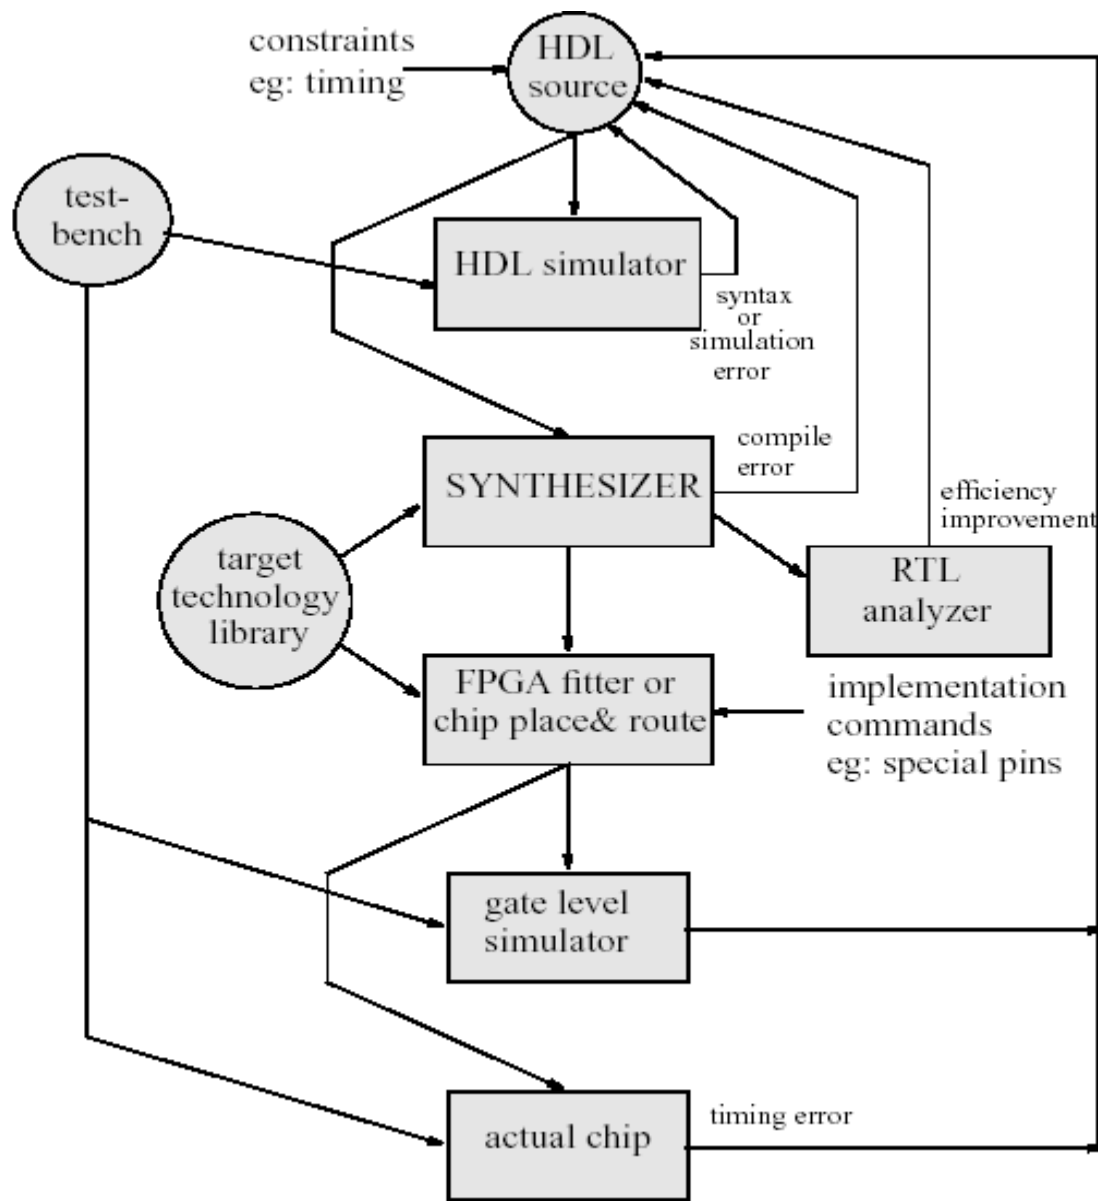 constraints
eg: timing
HDL
source
test-
bench
HDL simulator
syntax
or
simulation
error
SYNTHESIZER
compile
error
efficiency
improvement
target
technology
library
RTL
analyzer
FPGA fitter or
chip place& route
implementation
commands
eg: special pins
gate level
simulator
actual chip
timing error